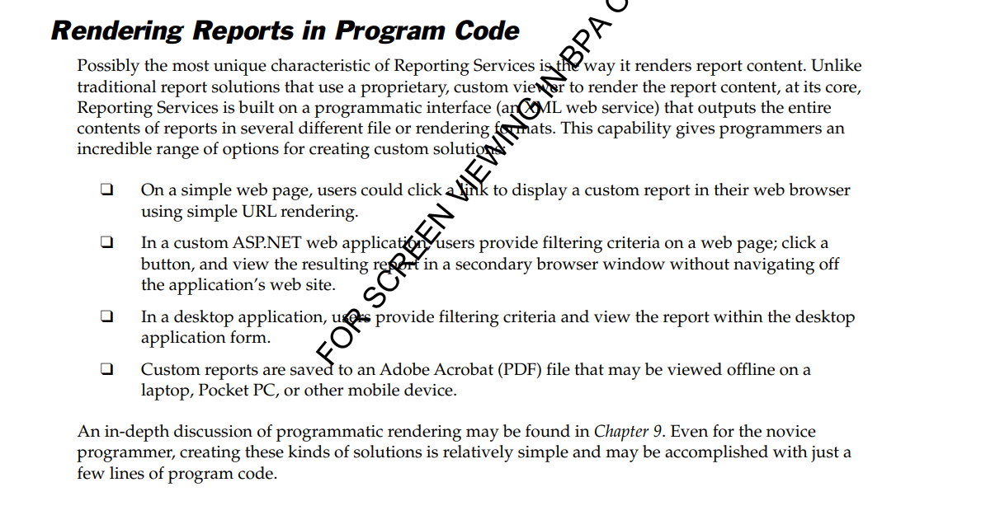 Rendering Reports in Program Code
Possibly the most unique characteristic of Reporting Services is the way it renders report content. Unlike
traditional report solutions that use a proprietary, custom viewer to render the report content, at its core,
Reporting Services is built on a programmatic interface (an XML web service) that outputs the entire
contents of reports in several different file or rendering formats. This capability gives programmers an
incredible range of options for creating custom solutions:
❑ On a simple web page, users could click a link to display a custom report in their web browser
using simple URL rendering.
❑ In a custom ASP.NET web application, users provide filtering criteria on a web page; click a
button, and view the resulting report in a secondary browser window without navigating off
the application's web site.
❑ In a desktop application, users provide filtering criteria and view the report within the desktop
application form.
❑ Custom reports are saved to an Adobe Acrobat (PDF) file that may be viewed offline on a
laptop, Pocket PC, or other mobile device.
An in-depth discussion of programmatic rendering may be found in Chapter 9. Even for the novice
programmer, creating these kinds of solutions is relatively simple and may be accomplished with just a
few lines of program code.
FOR SCREEN VIEWING IN BPA